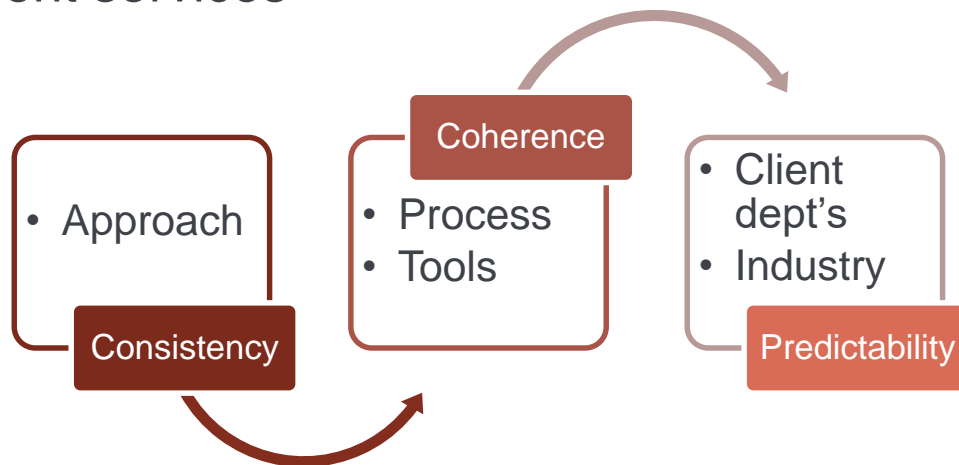 • Approach
Consistency
Coherence
• Process
• Tools
• Client
dept's
• Industry
Predictability